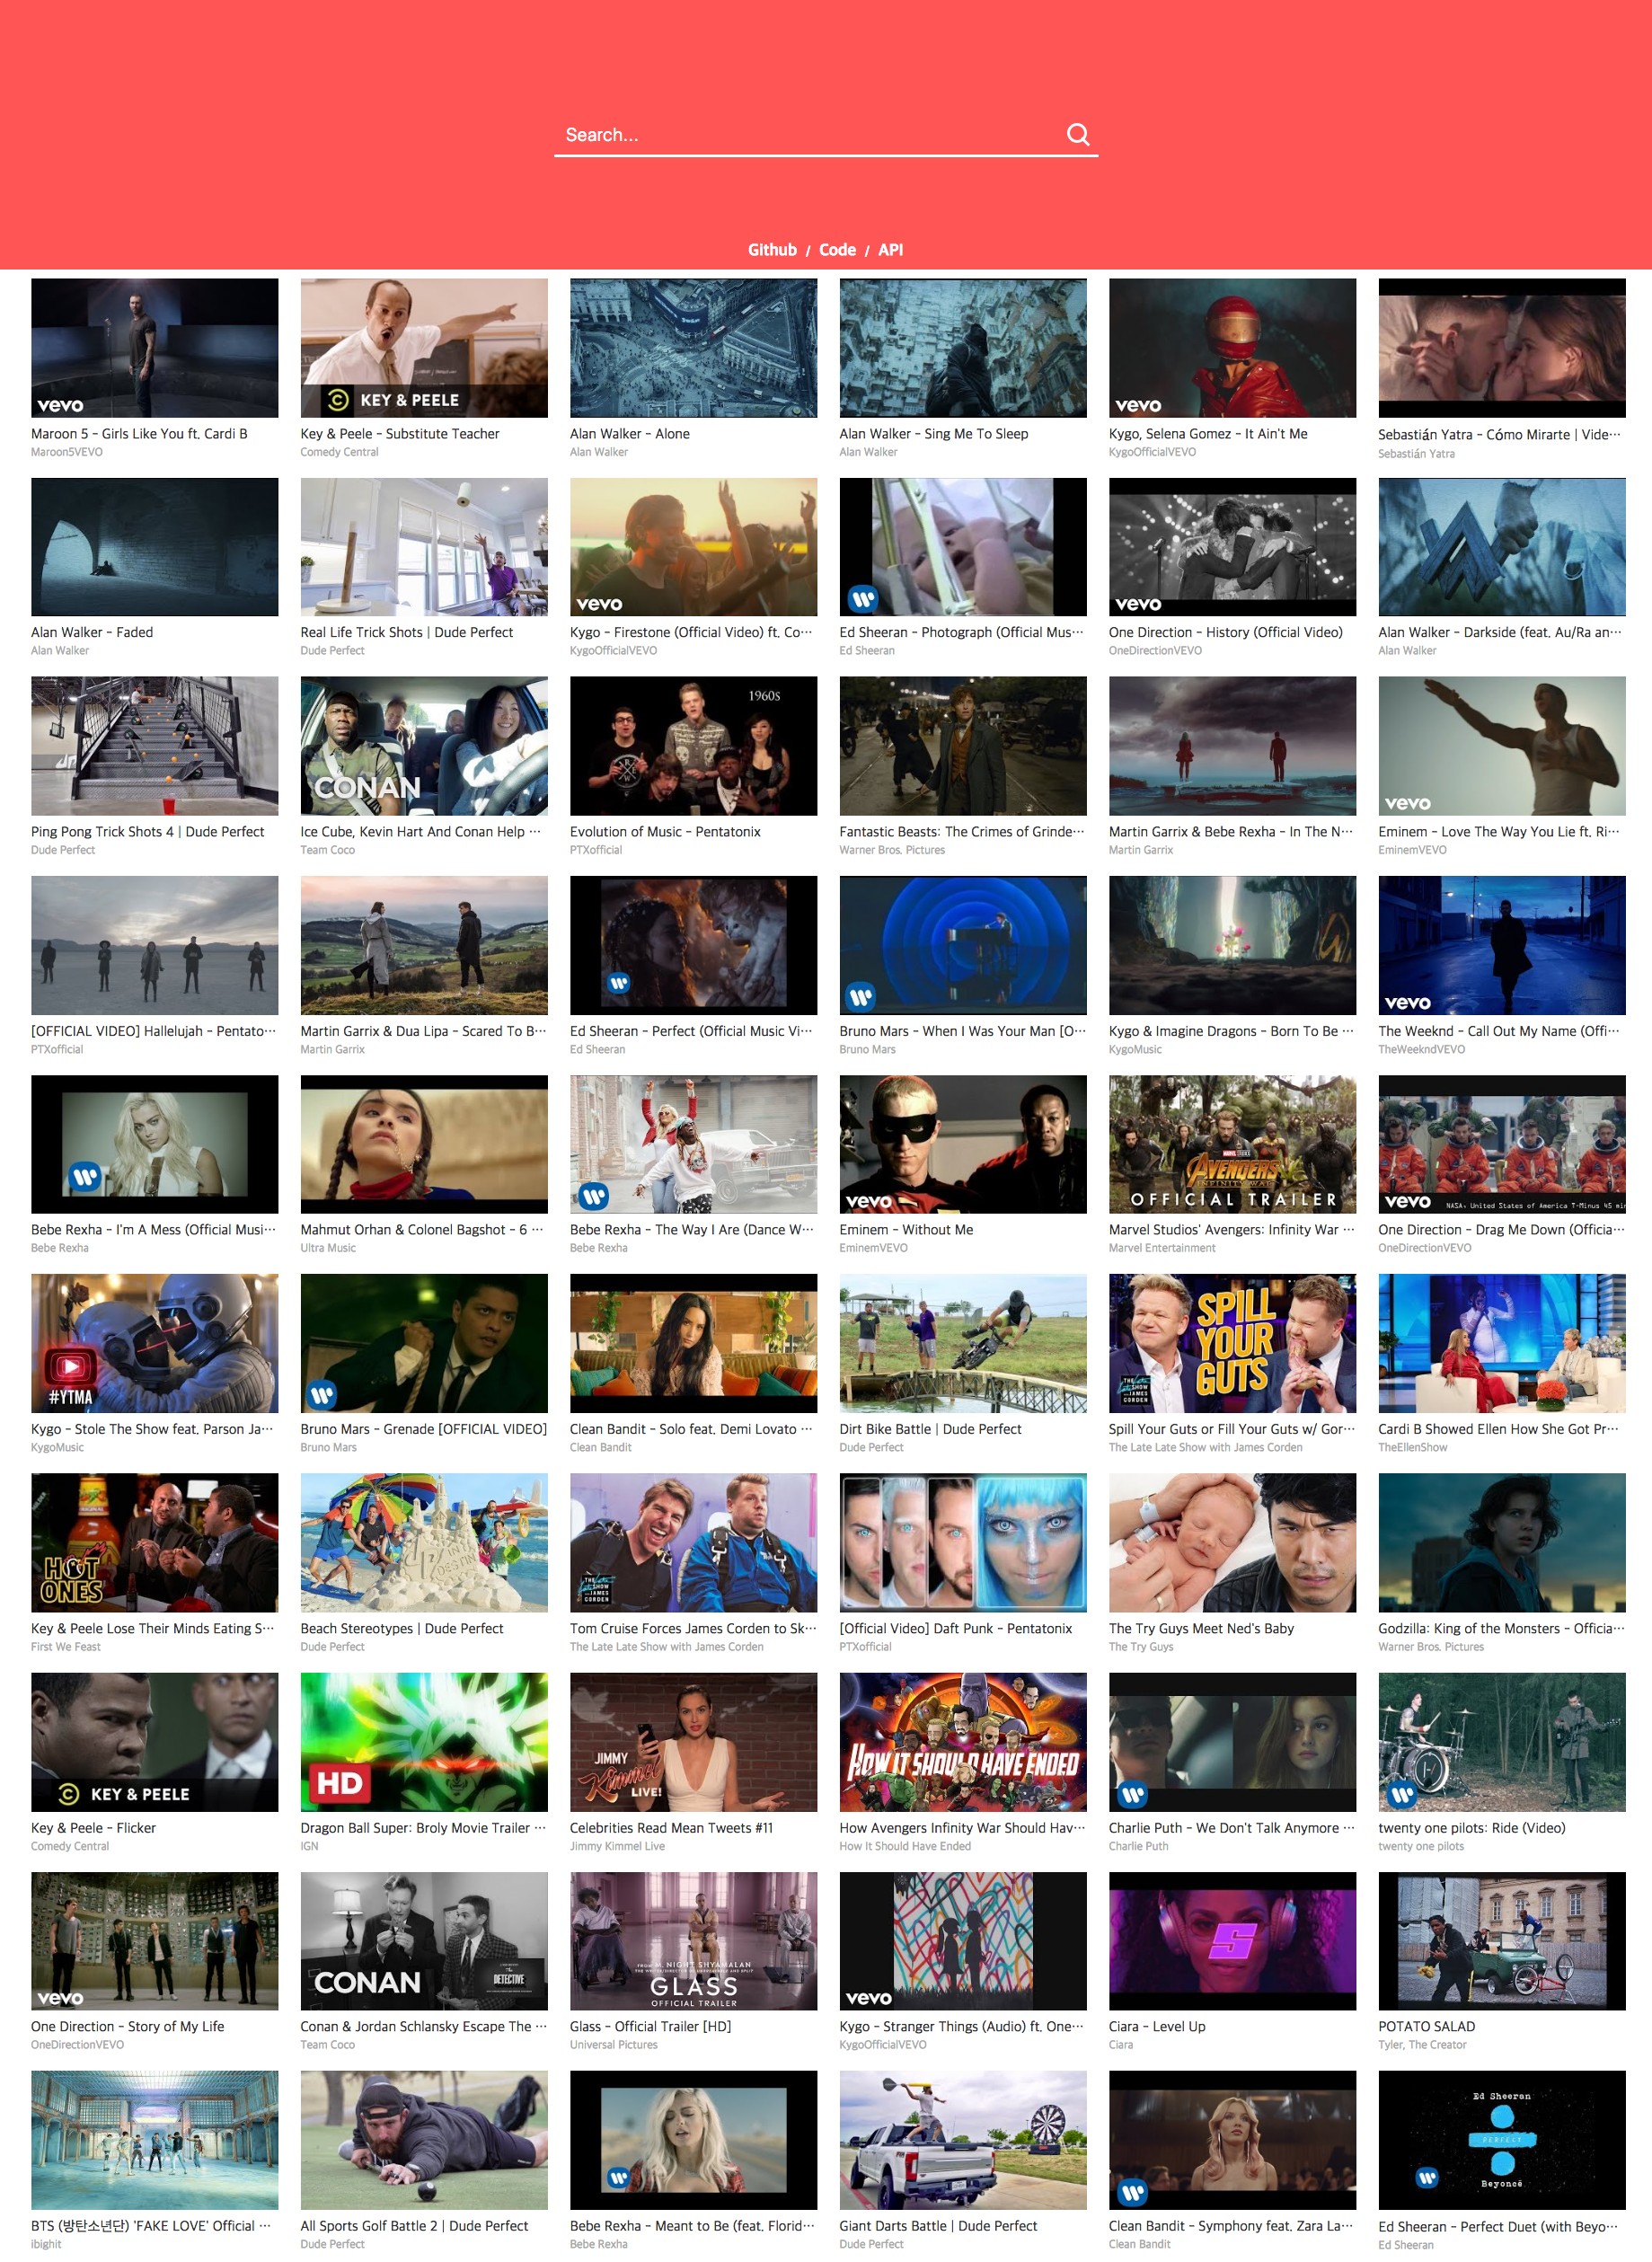 Search...
Github / Code / API
vevo
KEY & PEELE
vevo
Maroon 5 - Girls Like You ft. Cardi B
Key & Peele - Substitute Teacher
Alan Walker - Alone
Alan Walker - Sing Me To Sleep
Kygo, Selena Gomez - It Ain't Me
Sebastián Yatra - Cómo Mirarte | Vide···
Maroon5VEVO
Comedy Central
Alan Walker
Alan Walker
KygoOfficialVEVO
Sebastián Yatra
vevo
vevo
Alan Walker - Faded
Real Life Trick Shots | Dude Perfect
Kygo - Firestone (Official Video) ft. Co···
Ed Sheeran - Photograph (Official Mus···
One Direction - History (Official Video)
Alan Walker - Darkside (feat. Au/Ra an···
Alan Walker
Dude Perfect
KygoOfficialVEVO
Ed Sheeran
OneDirectionVEVO
Alan Walker
CONAN
1960s
vevo
Ping Pong Trick Shots 4 | Dude Perfect
Ice Cube, Kevin Hart And Conan Help ···
Evolution of Music - Pentatonix
Fantastic Beasts: The Crimes of Grinde···
Martin Garrix & Bebe Rexha - In The N···
Eminem - Love The Way You Lie ft. Ri···
Dude Perfect
Team Coco
PTXofficial
Warner Bros. Pictures
Martin Garrix
EminemVEVO
vevo
[OFFICIAL VIDEO] Hallelujah - Pentato···
Martin Garrix & Dua Lipa - Scared To B···
Ed Sheeran - Perfect (Official Music Vi···
Bruno Mars - When I Was Your Man [O···
Kygo & Imagine Dragons - Born To Be ···
The Weeknd - Call Out My Name (Offi···
PTXofficial
Martin Garrix
Ed Sheeran
Bruno Mars
KygoMusic
TheWeekndVEVO
vevo
MARVEL STUDIOS
AVENGERS
INFINITY WAR
OFFICIAL TRAILER
vevo
NASA, United States of America T-Minus 45 min
Bebe Rexha - I'm A Mess (Official Musi···
Mahmut Orhan & Colonel Bagshot - 6 ···
Bebe Rexha - The Way I Are (Dance W···
Eminem - Without Me
Marvel Studios' Avengers: Infinity War ···
One Direction - Drag Me Down (Officia···
Bebe Rexha
Ultra Music
Bebe Rexha
EminemVEVO
Marvel Entertainment
OneDirectionVEVO
#YTMA
SPILL
YOUR
GUTS
THE
LATE LATE
SHOW
JAMES
CORDEN
Kygo - Stole The Show feat. Parson Ja···
Bruno Mars - Grenade [OFFICIAL VIDEO]
Clean Bandit - Solo feat. Demi Lovato ···
Dirt Bike Battle | Dude Perfect
Spill Your Guts or Fill Your Guts w/ Gor···
Cardi B Showed Ellen How She Got Pr···
KygoMusic
Bruno Mars
Clean Bandit
Dude Perfect
The Late Late Show with James Corden
TheEllenShow
ORIGINAL
HOT
ONES
THE
LATE LATE
SHOW
JAMES
CORDEN
Key & Peele Lose Their Minds Eating S···
Beach Stereotypes | Dude Perfect
Tom Cruise Forces James Corden to Sk···
[Official Video] Daft Punk - Pentatonix
The Try Guys Meet Ned's Baby
Godzilla: King of the Monsters - Officia···
First We Feast
Dude Perfect
The Late Late Show with James Corden
PTXofficial
The Try Guys
Warner Bros. Pictures
KEY & PEELE
HD
JIMMY
Kimmel
LIVE!
HOW IT SHOULD HAVE ENDED
Key & Peele - Flicker
Dragon Ball Super: Broly Movie Trailer ···
Celebrities Read Mean Tweets #11
How Avengers Infinity War Should Hav···
Charlie Puth - We Don't Talk Anymore ···
twenty one pilots: Ride (Video)
Comedy Central
IGN
Jimmy Kimmel Live
How It Should Have Ended
Charlie Puth
twenty one pilots
vevo
CONAN
DETECTIVE
FROM M. NIGHT SHYAMALAN
GLASS
OFFICIAL TRAILER
vevo
S
One Direction - Story of My Life
Conan & Jordan Schlansky Escape The ···
Glass - Official Trailer [HD]
Kygo - Stranger Things (Audio) ft. One···
Ciara - Level Up
POTATO SALAD
OneDirectionVEVO
Team Coco
Universal Pictures
KygoOfficialVEVO
Ciara
Tyler, The Creator
Ed Sheeran
PERFECT
Beyoncé
BTS (방탄소년단) 'FAKE LOVE' Official ···
All Sports Golf Battle 2 | Dude Perfect
Bebe Rexha - Meant to Be (feat. Florid···
Giant Darts Battle | Dude Perfect
Clean Bandit - Symphony feat. Zara La···
Ed Sheeran - Perfect Duet (with Beyo···
ibighit
Dude Perfect
Bebe Rexha
Dude Perfect
Clean Bandit
Ed Sheeran